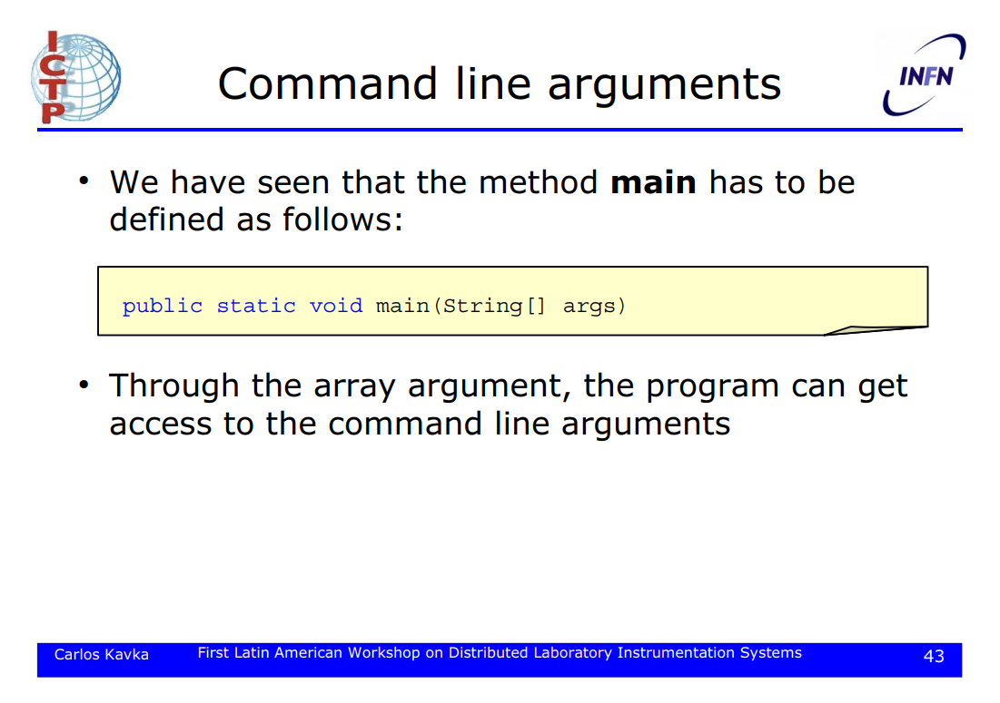 ICTP
Command line arguments
INFN
• We have seen that the method main has to be
defined as follows:
public static void main(String[] args)
• Through the array argument, the program can get
access to the command line arguments
Carlos Kavka
First Latin American Workshop on Distributed Laboratory Instrumentation Systems
43